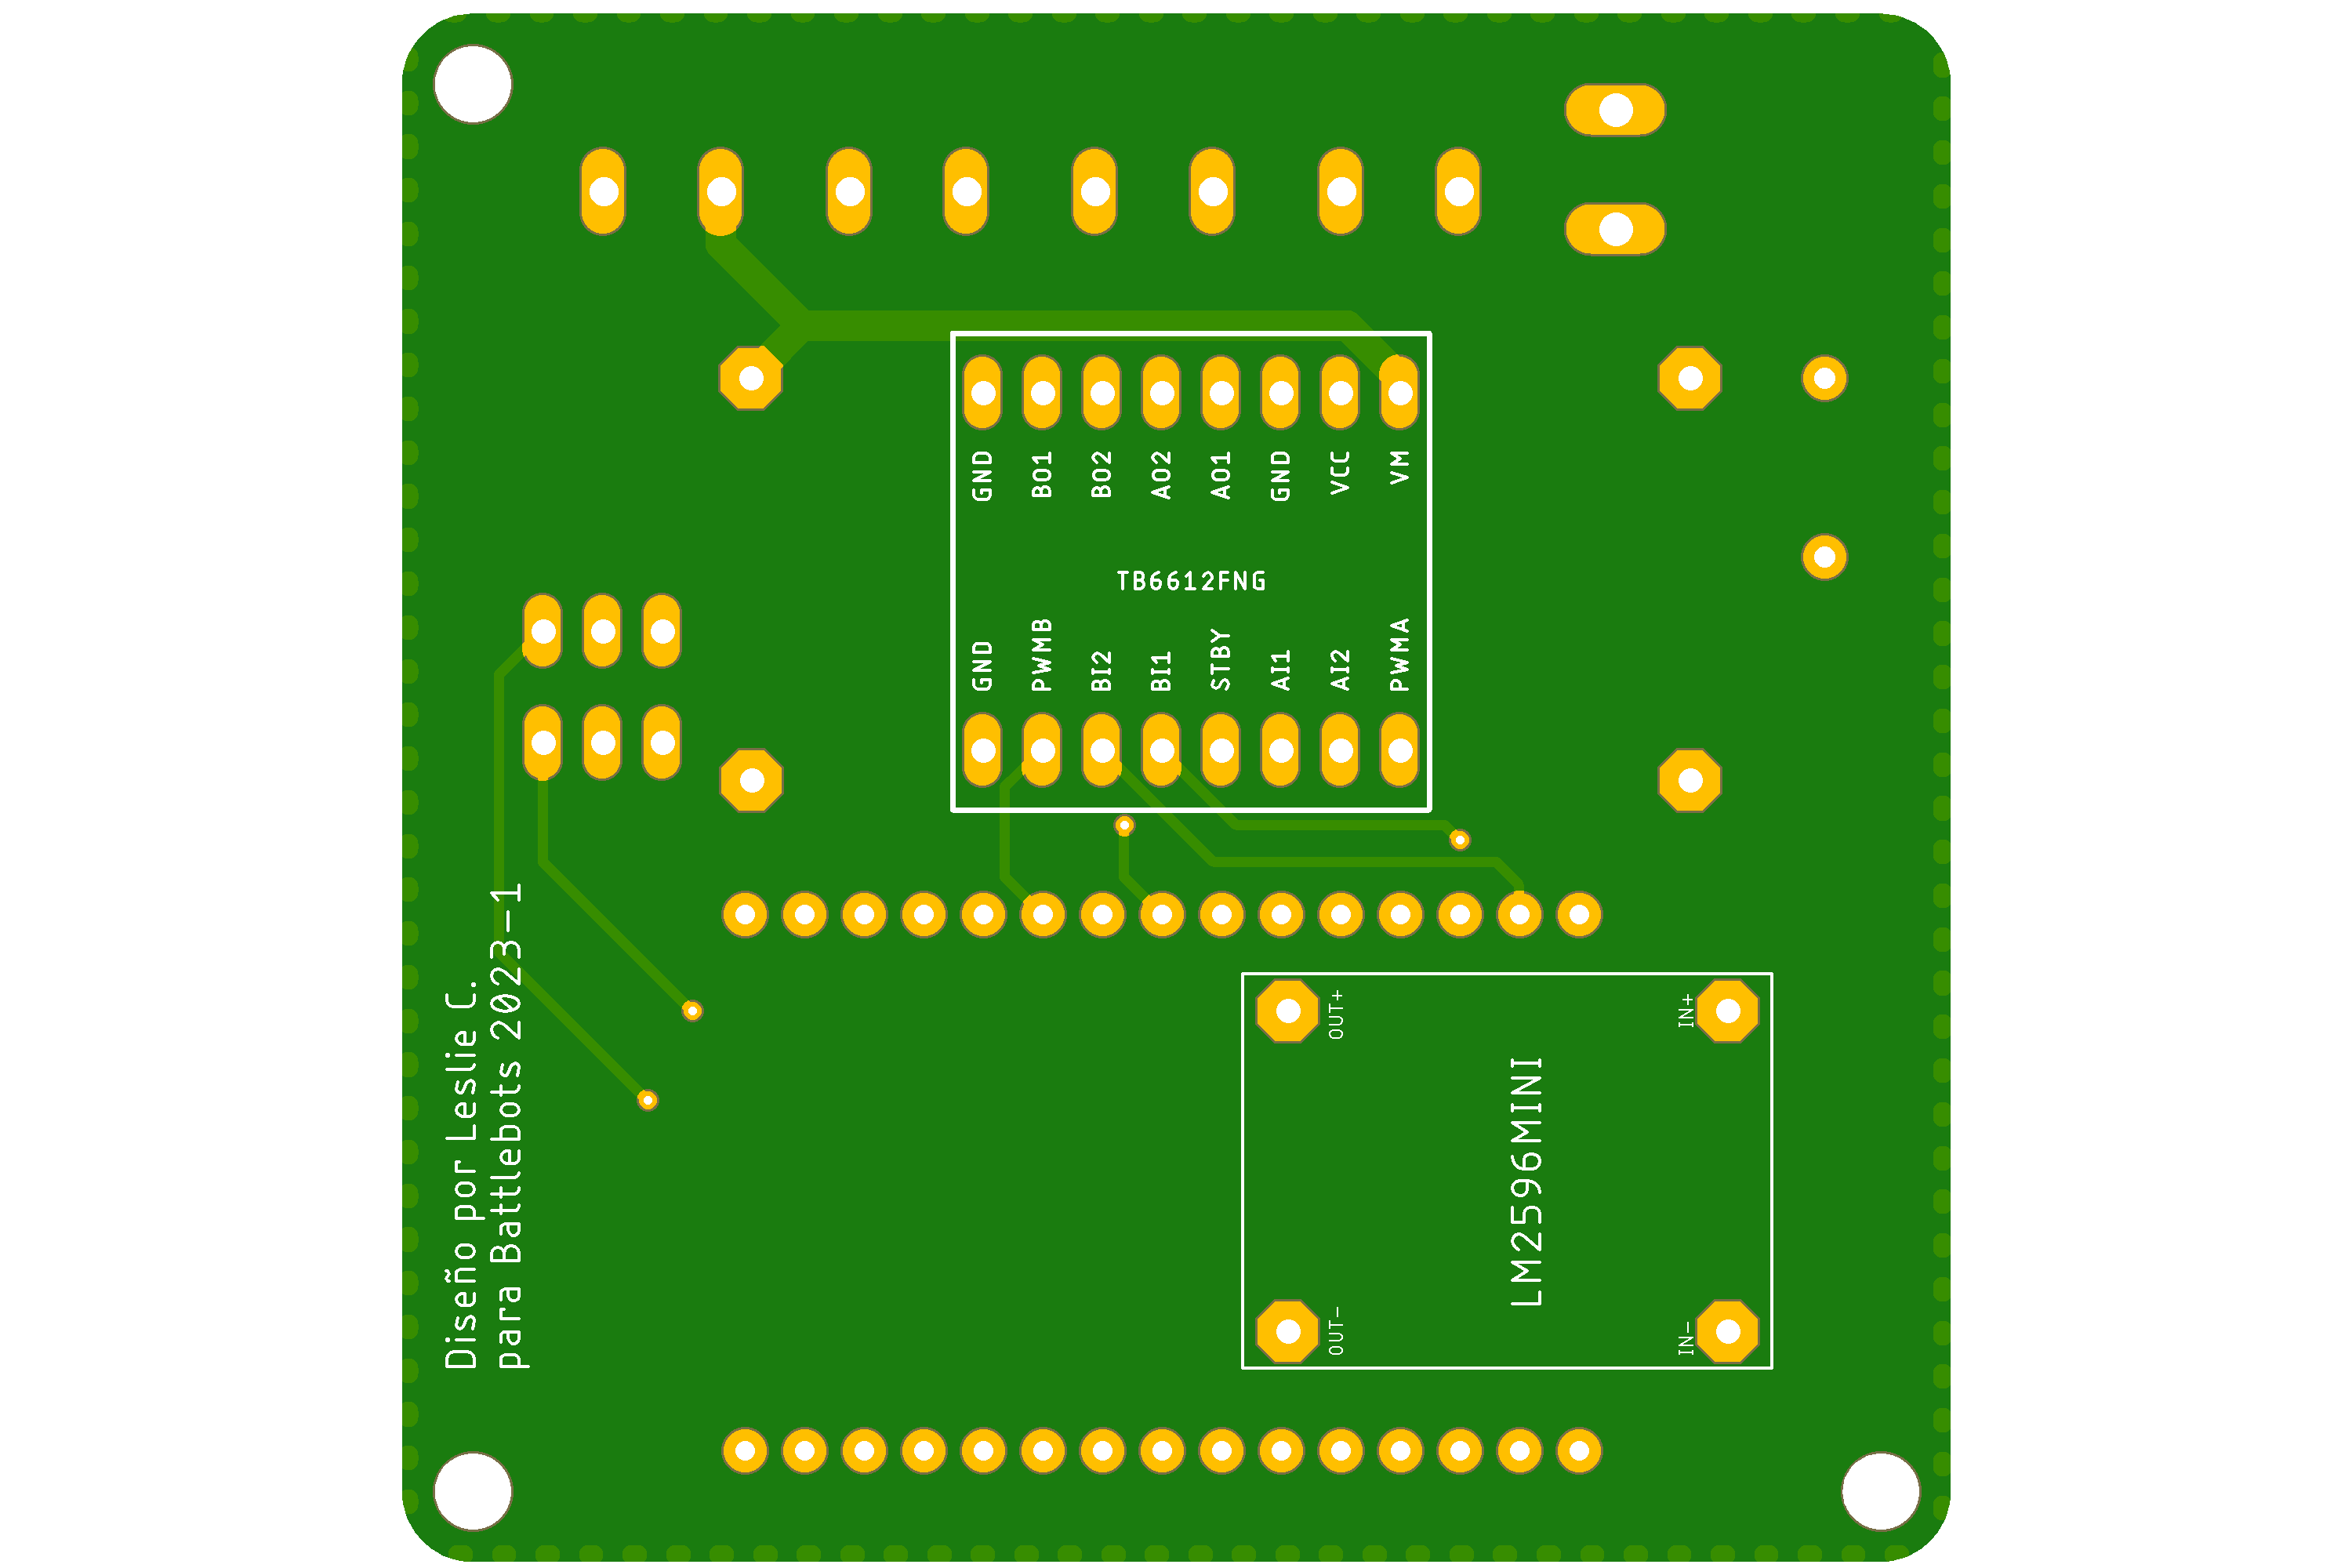 GND
BO1
BO2
AO2
AO1
GND
VCC
VM
TB6612FNG
GND
PWMB
BI2
BI1
STBY
AI1
AI2
PWMA
Diseño por Leslie C.
para Battlebots 2023-1
OUT+
IN+
LM2596MINI
OUT-
IN-